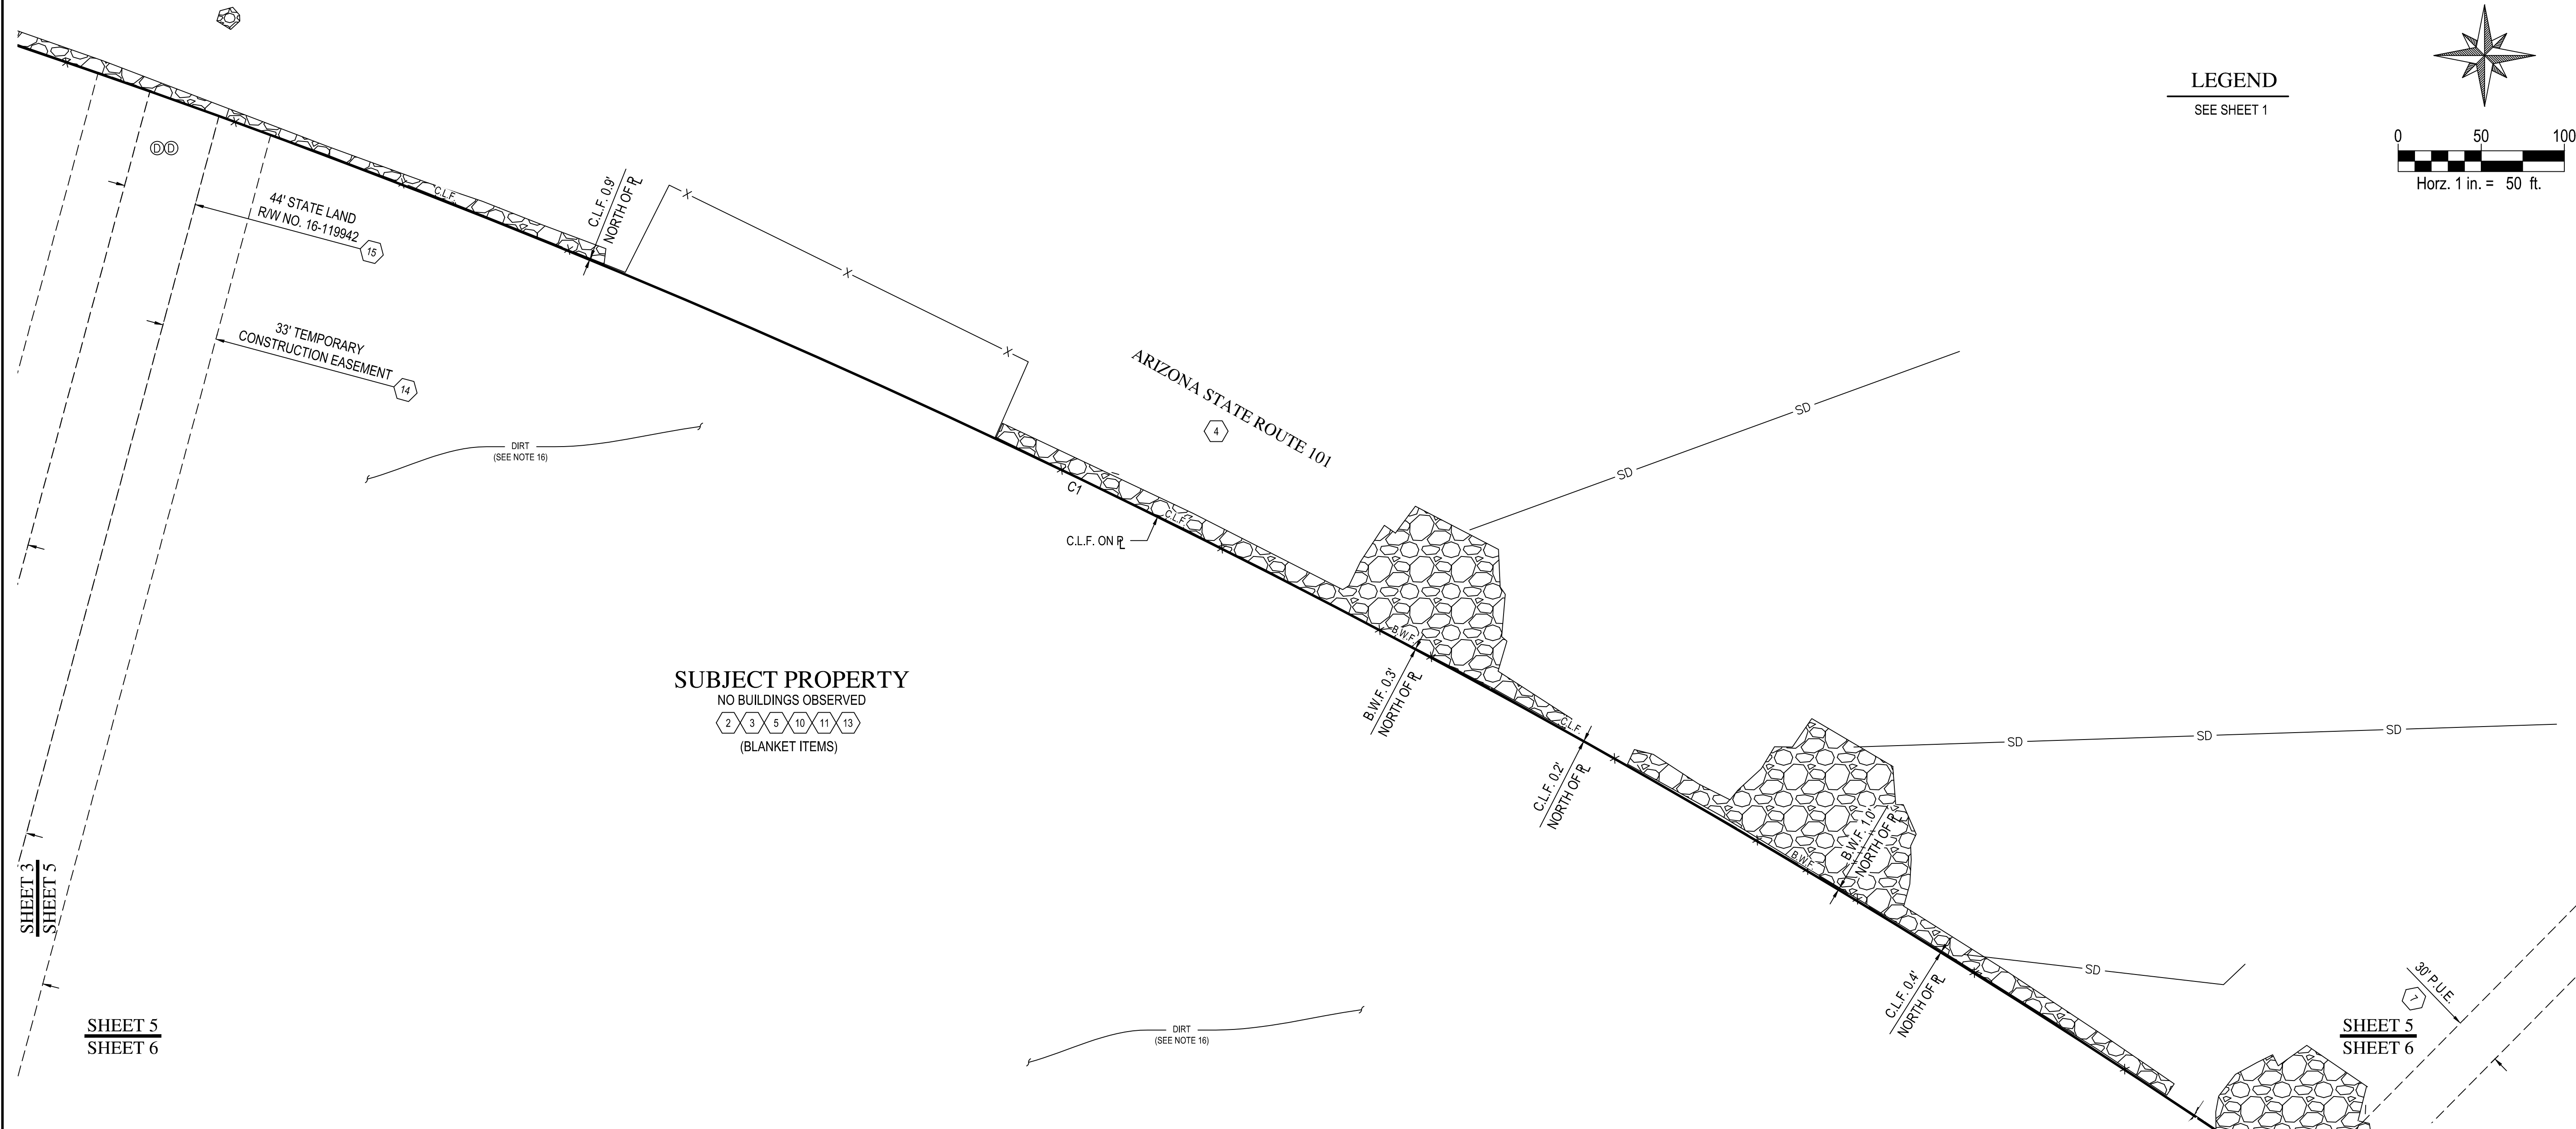 LEGEND
SEE SHEET 1
0 50 100
Horz. 1 in. = 50 ft.
ⒹⒹ
44' STATE LAND
R/W NO. 16-119942
15
33' TEMPORARY
CONSTRUCTION EASEMENT
14
C.L.F.
C.L.F. 0.9'
NORTH OF ℄
X
X
X
DIRT
(SEE NOTE 16)
ARIZONA STATE ROUTE 101
4
C1
C.L.F.
C.L.F. ON ℄
SD
SD
B.W.F.
B.W.F. 0.3'
NORTH OF ℄
SUBJECT PROPERTY
NO BUILDINGS OBSERVED
2 3 5 10 11 13
(BLANKET ITEMS)
C.L.F.
C.L.F. 0.2'
NORTH OF ℄
SD SD SD
B.W.F.
B.W.F. 1.0'
NORTH OF ℄
SHEET 3
SHEET 5
C.L.F. 0.4'
NORTH OF ℄
SD
30' P.U.E.
7
SHEET 5
SHEET 6
DIRT
(SEE NOTE 16)
SHEET 5
SHEET 6